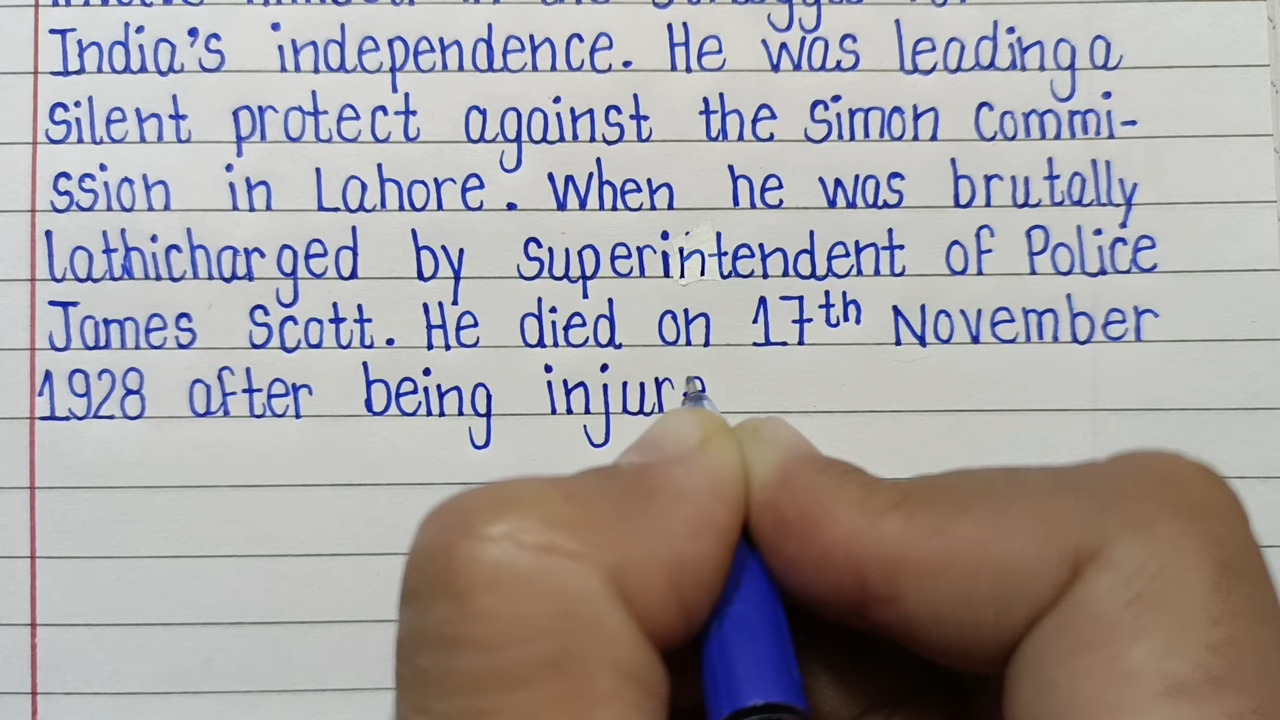 India's independence. He was leading a
silent protect against the Simon Commi-
ssion in Lahore. When he was brutally
Lathicharged by Superintendent of Police
James Scott. He died on 17th November
1928 after being injure